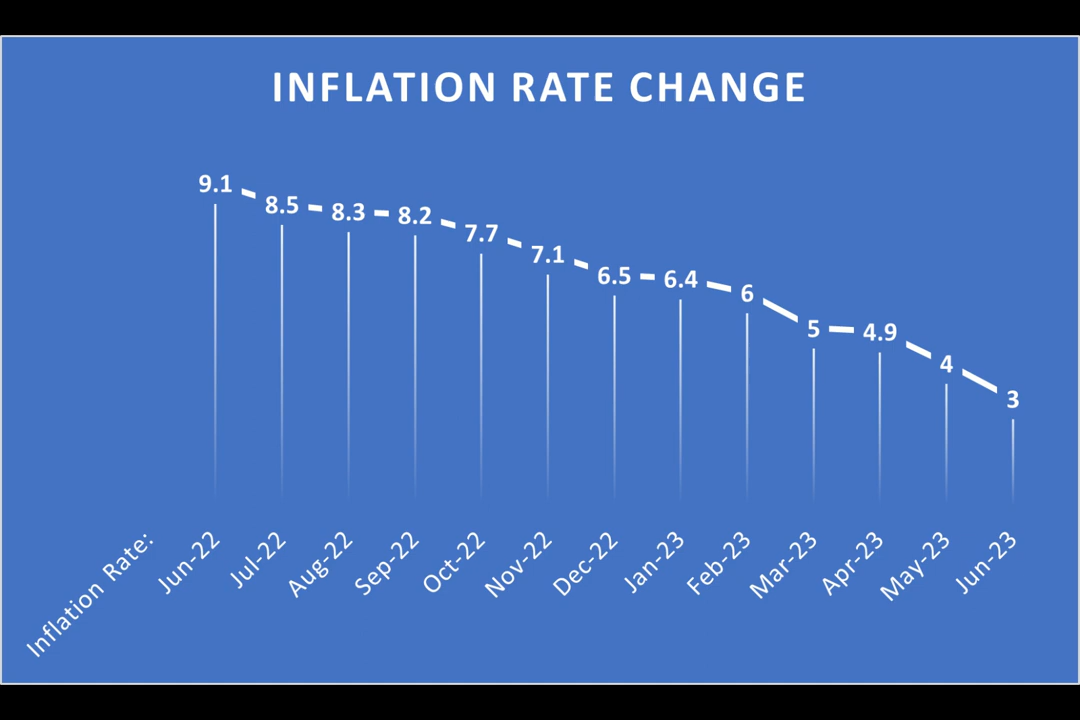 INFLATION RATE CHANGE
9.1
8.5
8.3
8.2
7.7
7.1
6.5
6.4
6
5
4.9
4
3
Inflation Rate:
Jun-22
Jul-22
Aug-22
Sep-22
Oct-22
Nov-22
Dec-22
Jan-23
Feb-23
Mar-23
Apr-23
May-23
Jun-23